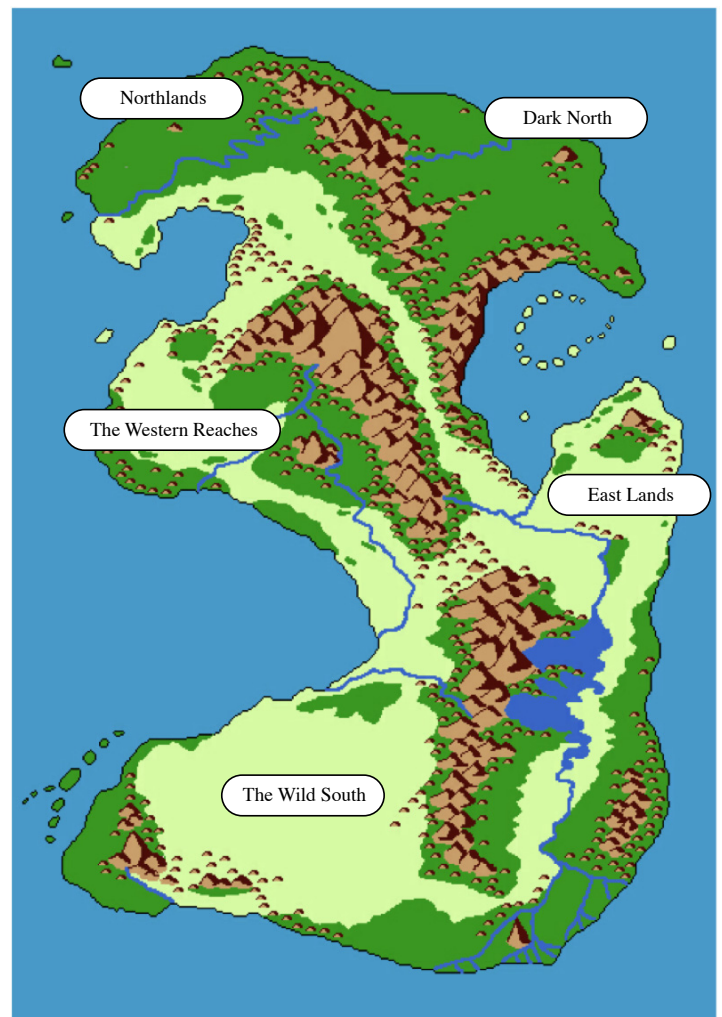 Northlands
Dark North
The Western Reaches
East Lands
The Wild South